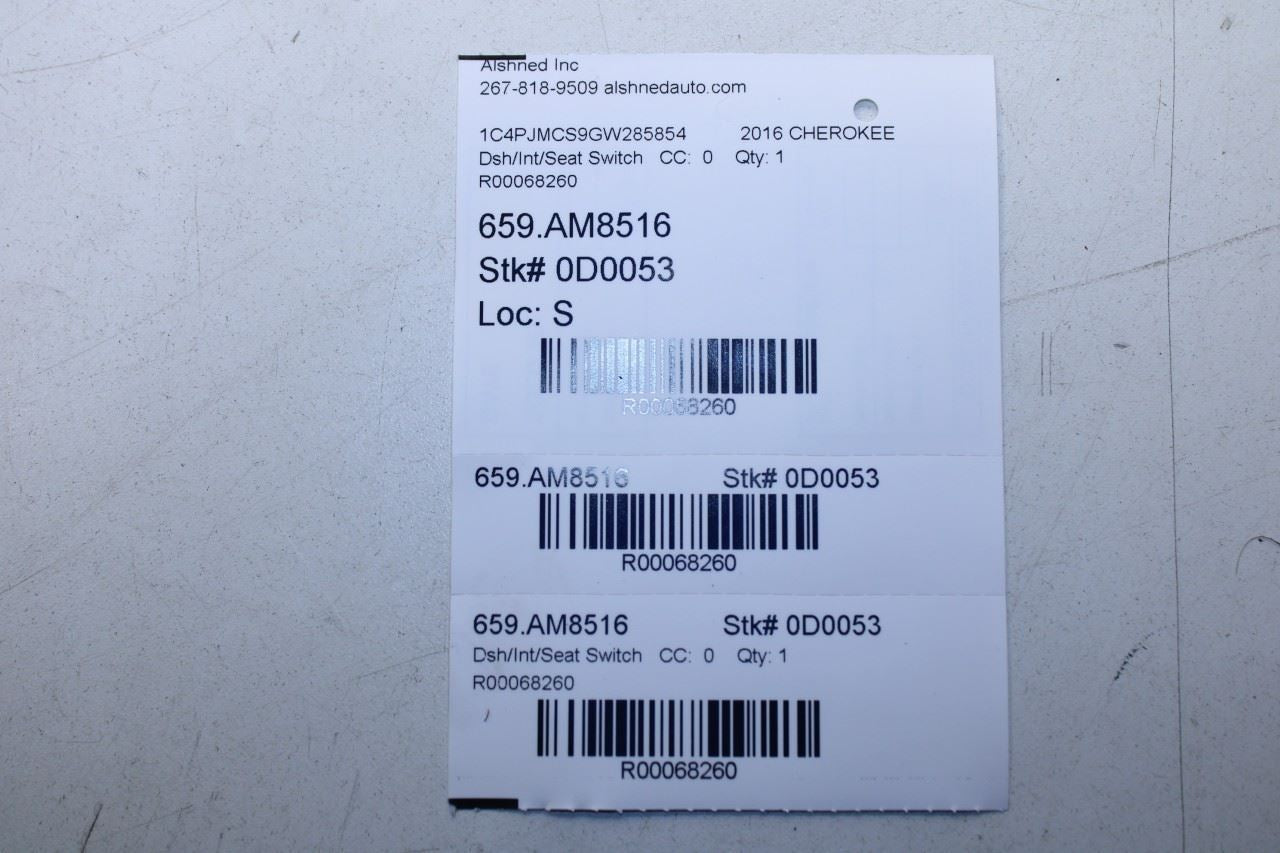 Alshned Inc
267-818-9509 alshnedauto.com
1C4PJMCS9GW285854 2016 CHEROKEE
Dsh/Int/Seat Switch CC: 0 Qty: 1
R00068260
659.AM8516
Stk# 0D0053
Loc: S
R00068260
659.AM8516 Stk# 0D0053
R00068260
659.AM8516 Stk# 0D0053
Dsh/Int/Seat Switch CC: 0 Qty: 1
R00068260
R00068260